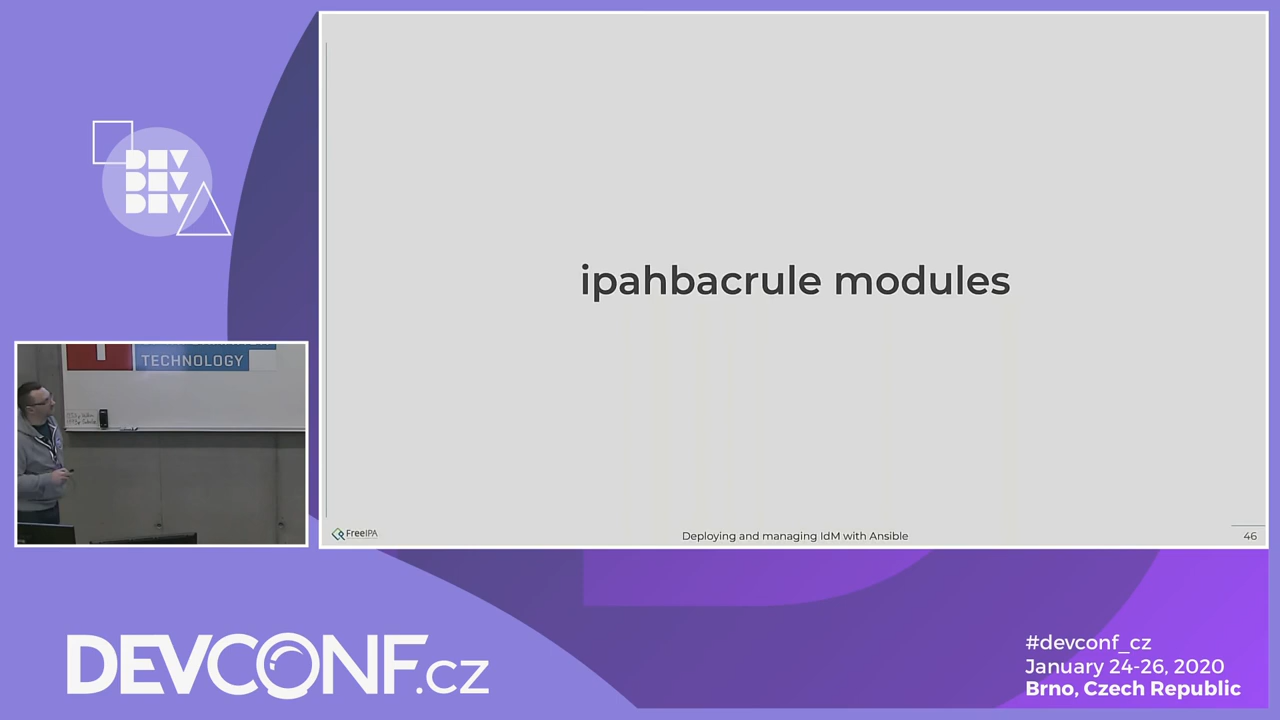 DEV
DEV
DEV
TECHNOLOGY
ipahbacrule modules
FreeIPA
Deploying and managing IdM with Ansible
46
DEVCONF.cz
#devconf_cz
January 24-26, 2020
Brno, Czech Republic